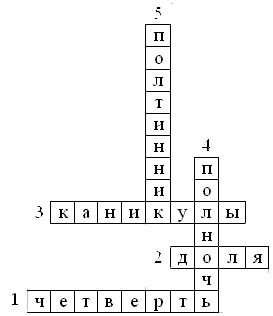 5 полтинник
4 полночь
3 каникулы
2 доля
1 четверть